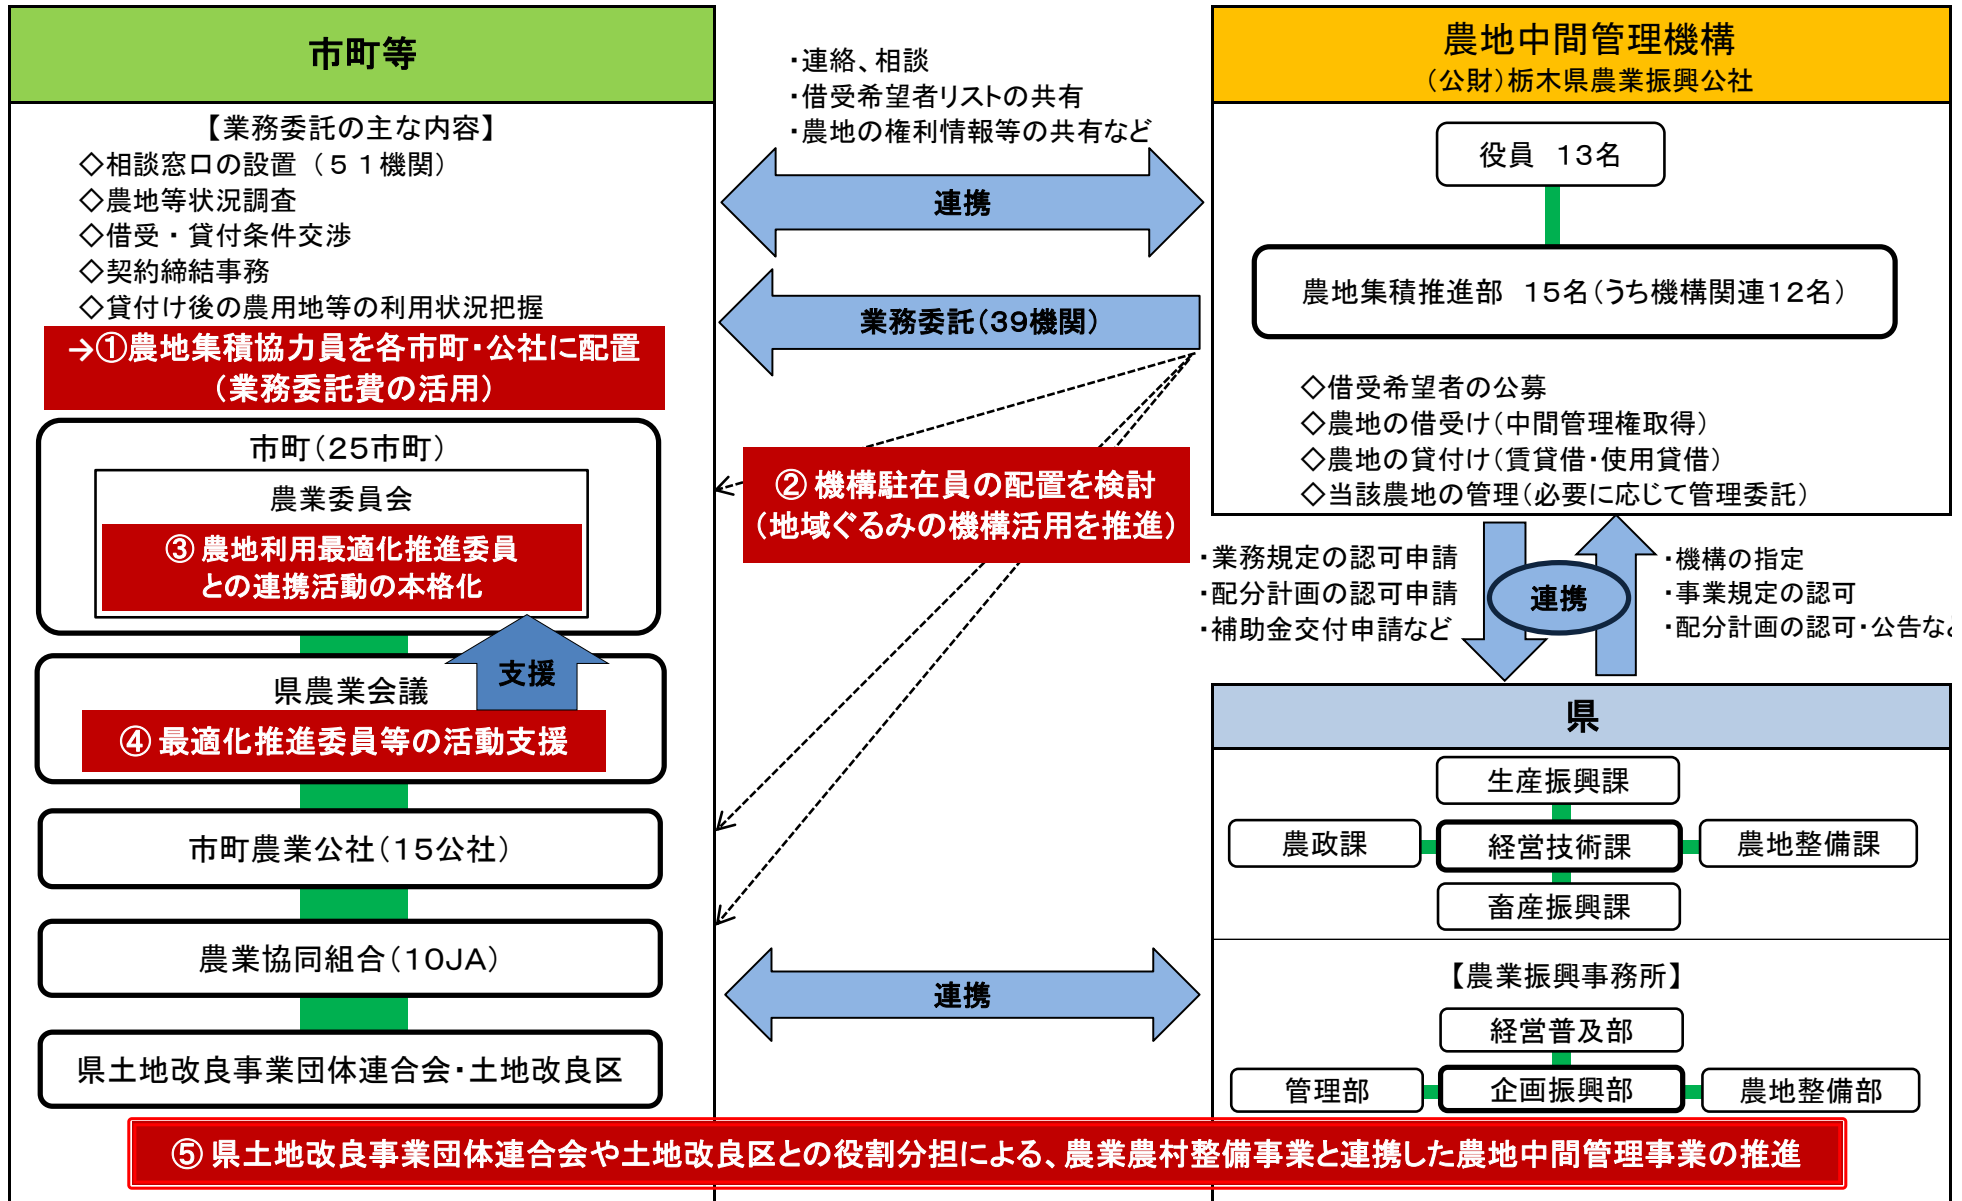 市町等
【業務委託の主な内容】
◇相談窓口の設置（５１機関）
◇農地等状況調査
◇借受・貸付条件交渉
◇契約締結事務
◇貸付け後の農用地等の利用状況把握
→①農地集積協力員を各市町・公社に配置
（業務委託費の活用）
市町（25市町）
農業委員会
③農地利用最適化推進委員
との連携活動の本格化
支援
県農業会議
④最適化推進委員等の活動支援
市町農業公社（15公社）
農業協同組合（10JA）
県土地改良事業団体連合会・土地改良区
・連絡、相談
・借受希望者リストの共有
・農地の権利情報等の共有など
連携
業務委託（39機関）
②機構駐在員の配置を検討
（地域ぐるみの機構活用を推進）
連携
農地中間管理機構
（公財）栃木県農業振興公社
役員　13名
農地集積推進部　15名（うち機構関連12名）
◇借受希望者の公募
◇農地の借受け（中間管理権取得）
◇農地の貸付け（賃貸借・使用貸借）
◇当該農地の管理（必要に応じて管理委託）
・業務規定の認可申請
・配分計画の認可申請
・補助金交付申請など
連携
・機構の指定
・事業規定の認可
・配分計画の認可・公告な
県
生産振興課
農政課
経営技術課
農地整備課
畜産振興課
【農業振興事務所】
経営普及部
管理部
企画振興部
農地整備部
⑤県土地改良事業団体連合会や土地改良区との役割分担による、農業農村整備事業と連携した農地中間管理事業の推進